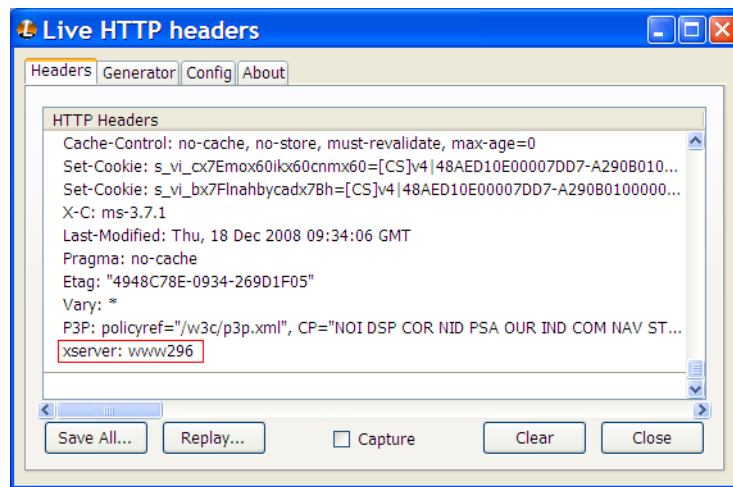 Live HTTP headers
Headers Generator Config About
HTTP Headers
Cache-Control: no-cache, no-store, must-revalidate, max-age=0
Set-Cookie: s_vi_cx7Emox60ikx60cnmx60=[CS]v4|48AED10E00007DD7-A290B010...
Set-Cookie: s_vi_bx7Flnahbycadx7Bh=[CS]v4|48AED10E00007DD7-A290B0100000...
X-C: ms-3.7.1
Last-Modified: Thu, 18 Dec 2008 09:34:06 GMT
Pragma: no-cache
Etag: "4948C78E-0934-269D1F05"
Vary: *
P3P: policyref="/w3c/p3p.xml", CP="NOI DSP COR NID PSA OUR IND COM NAV ST...
xserver: www296
Save All... Replay... Capture Clear Close